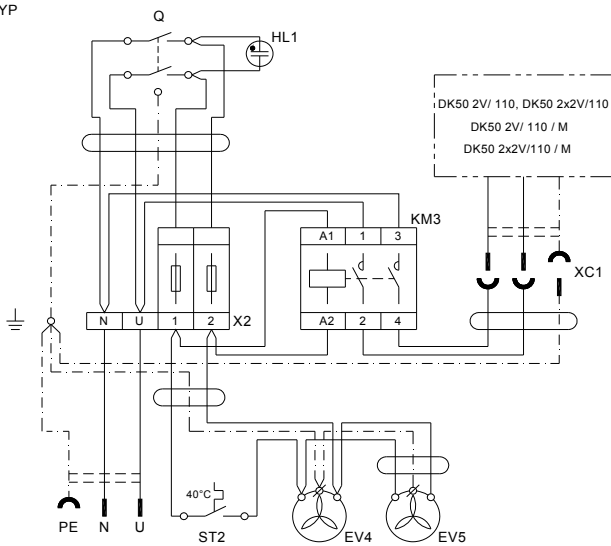 YP
Q
HL1
DK50 2V/ 110, DK50 2x2V/110
DK50 2V/ 110 / M
DK50 2x2V/110 / M
KM3
A1 1 3
XC1
N U 1 2 X2
A2 2 4
40°C
PE N U ST2 EV4 EV5